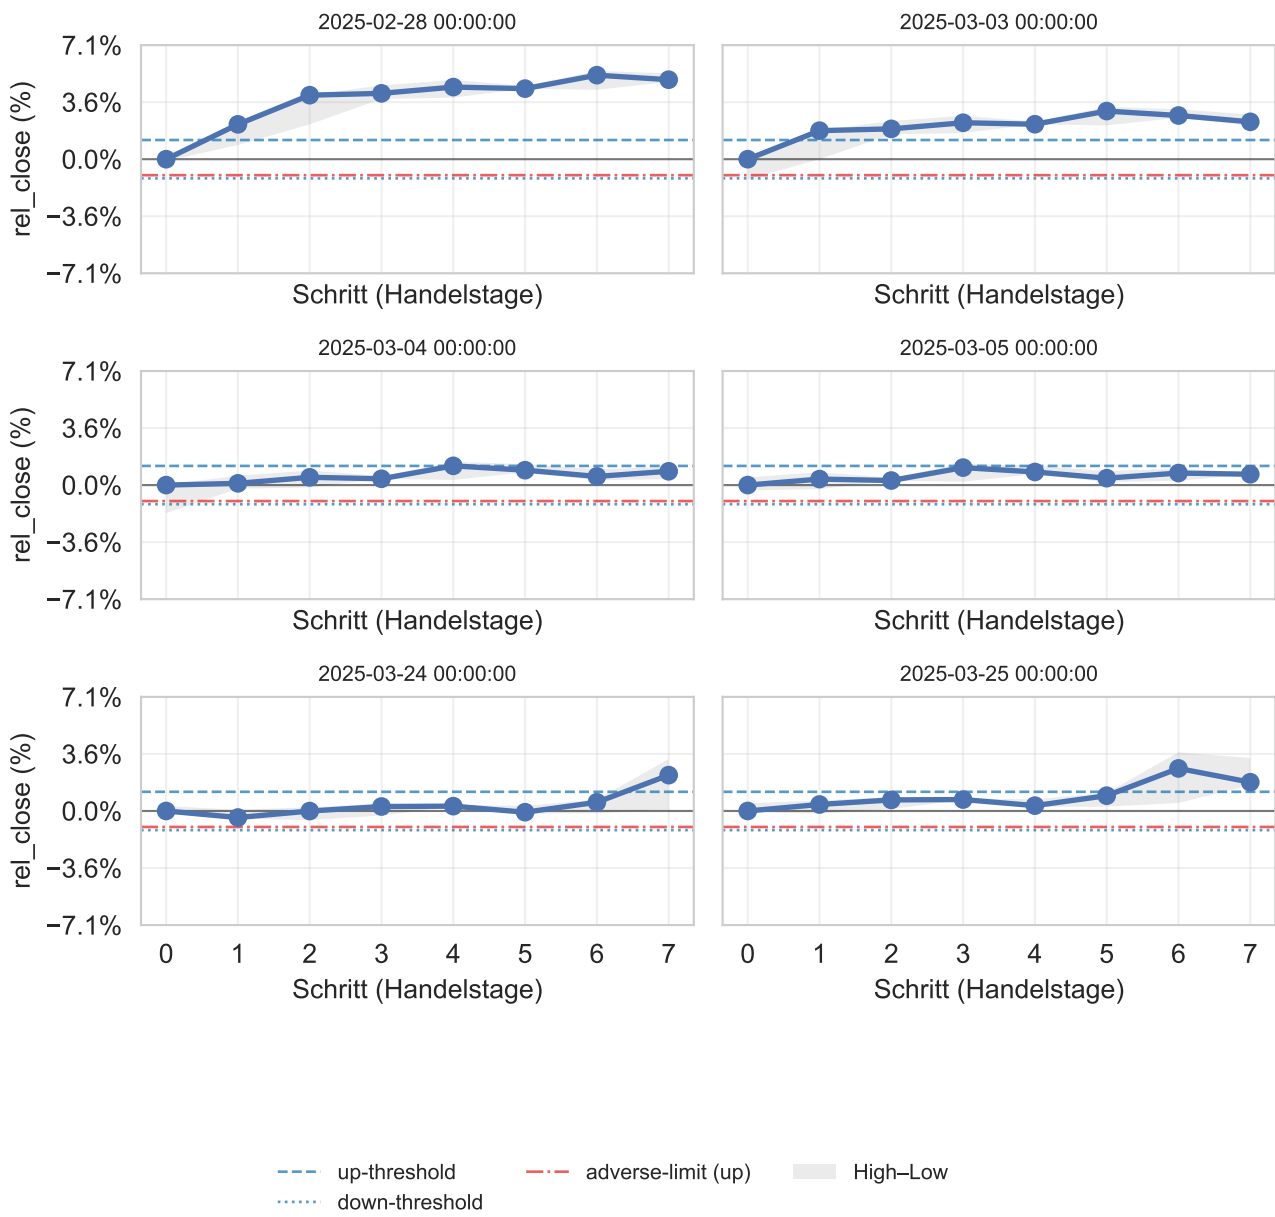 2025-02-28 00:00:00
2025-03-03 00:00:00
7.1%
3.6%
0.0%
−3.6%
−7.1%
rel_close (%)
Schritt (Handelstage)
Schritt (Handelstage)
2025-03-04 00:00:00
2025-03-05 00:00:00
7.1%
3.6%
0.0%
−3.6%
−7.1%
rel_close (%)
Schritt (Handelstage)
Schritt (Handelstage)
2025-03-24 00:00:00
2025-03-25 00:00:00
7.1%
3.6%
0.0%
−3.6%
−7.1%
rel_close (%)
0 1 2 3 4 5 6 7
0 1 2 3 4 5 6 7
Schritt (Handelstage)
Schritt (Handelstage)
up-threshold
down-threshold
adverse-limit (up)
High–Low